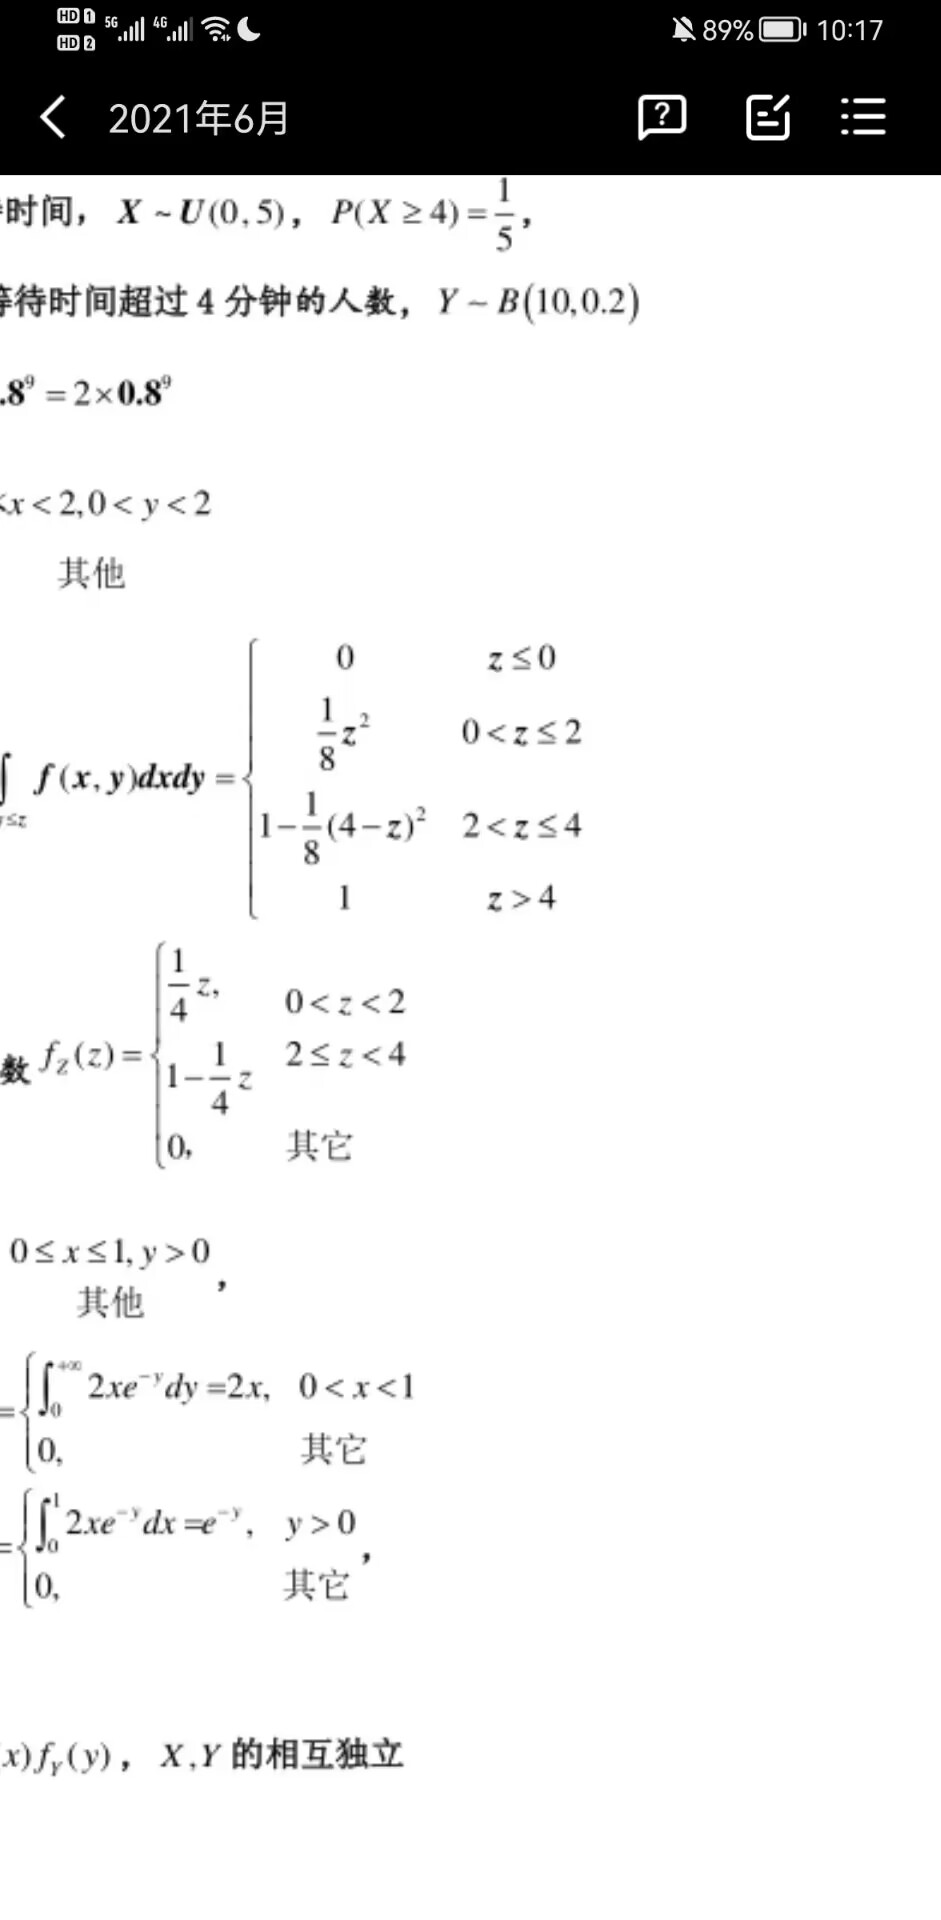 HD 1 5G 4G 89% 10:17
HD 2
2021年6月
时间， X ~ U(0,5)， P(X ≥ 4) = 1/5 ，
等待时间超过 4 分钟的人数， Y ~ B(10,0.2)
.8⁹ = 2×0.8⁹
x < 2, 0 < y < 2
其他
∫ f(x, y)dxdy = { 0 z ≤ 0
1/8 z² 0 < z ≤ 2
1 − 1/8 (4 − z)² 2 < z ≤ 4
1 z > 4
≤z
数 f_Z(z) = { 1/4 z, 0 < z < 2
1 − 1/4 z 2 ≤ z < 4
0, 其它
0 ≤ x ≤ 1, y > 0
其他 ，
= { ∫₀^{+∞} 2xe^{−y}dy =2x, 0 < x < 1
0, 其它
= { ∫₀¹ 2xe^{−y}dx =e^{−y}, y > 0
0, 其它 ，
x)f_Y(y)， X,Y 的相互独立